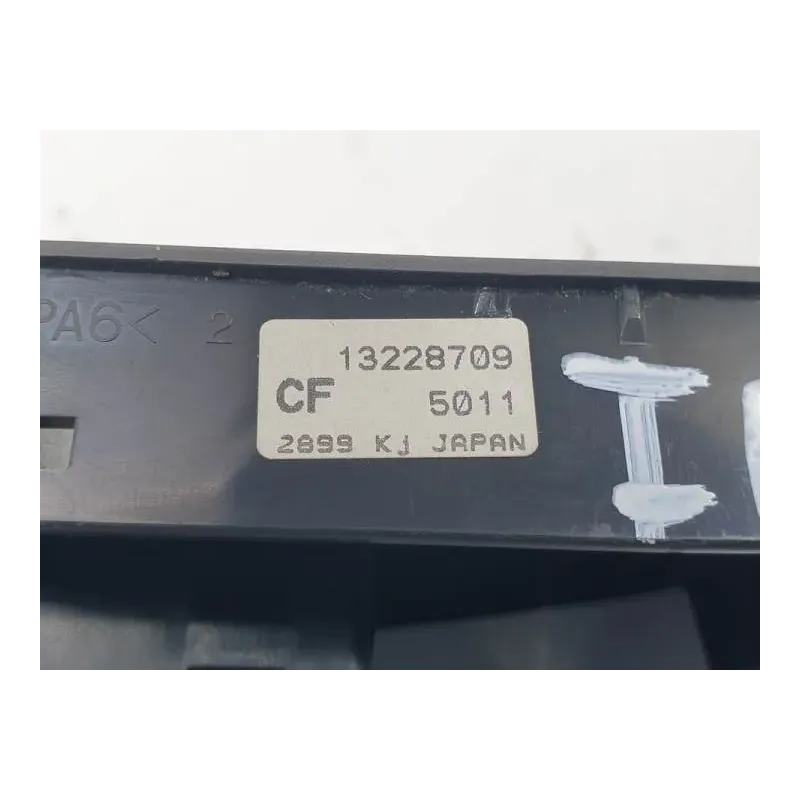 PA6< 2
13228709
CF 5011
2899 Kj JAPAN
I